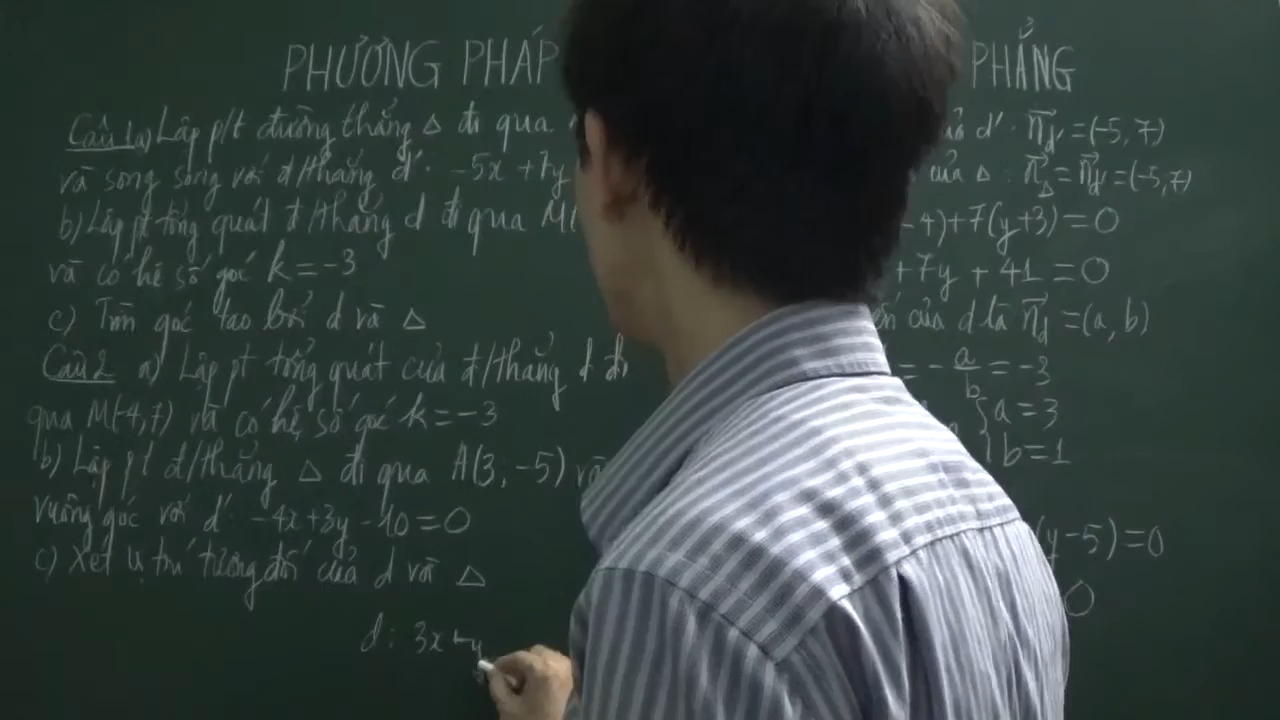 PHƯƠNG PHÁP PHẲNG
Câu 1a) Lập p/t đường thẳng Δ đi qua
và song song với đ/thẳng d': -5x + 7y
b) Lập pt tổng quát đ/thẳng d đi qua M(
và có hệ số góc k = -3
c) Tìm góc tạo bởi d và Δ
Câu 2 a) Lập pt tổng quát của đ/thẳng d đi
qua M(-4,7) và có hệ số góc k = -3
b) Lập pt đ/thẳng Δ đi qua A(3, -5) và
vuông góc với d': -4x+3y-10=0
c) Xét vị trí tương đối của d và Δ
d: 3x + y
d': n⃗d' = (-5, 7)
của Δ: n⃗Δ = n⃗d' = (-5,7)
-4)+7(y+3) = 0
+ 7y + 41 = 0
của d là n⃗d = (a, b)
= -a/b = -3
{a = 3
b = 1
(y-5) = 0
0